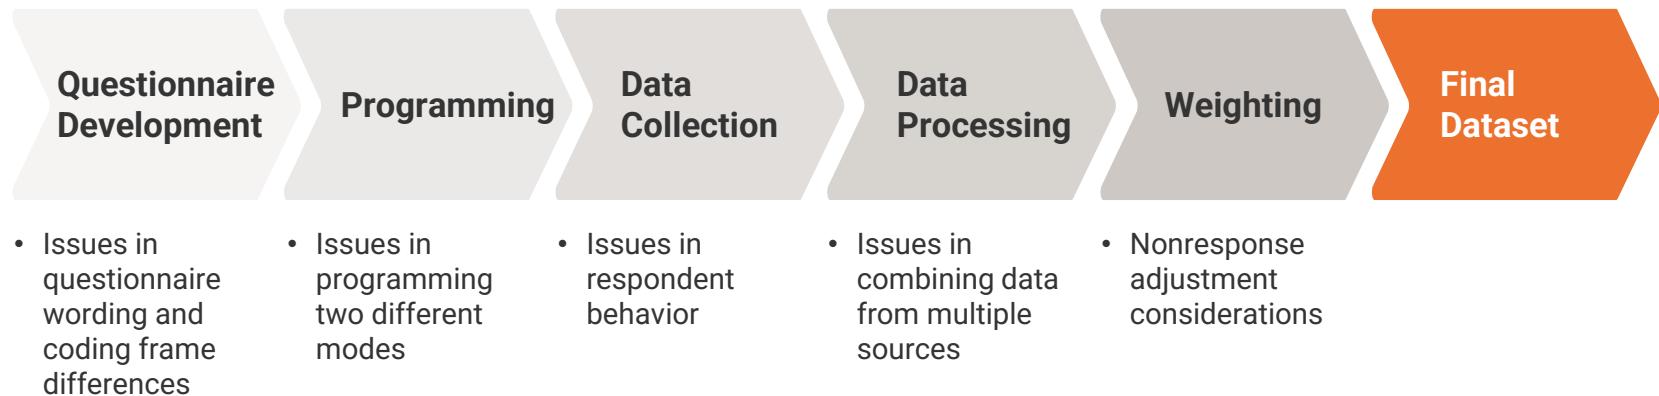 Questionnaire
Development
Programming
Data
Collection
Data
Processing
Weighting
Final
Dataset
• Issues in
questionnaire
wording and
coding frame
differences
• Issues in
programming
two different
modes
• Issues in
respondent
behavior
• Issues in
combining data
from multiple
sources
• Nonresponse
adjustment
considerations